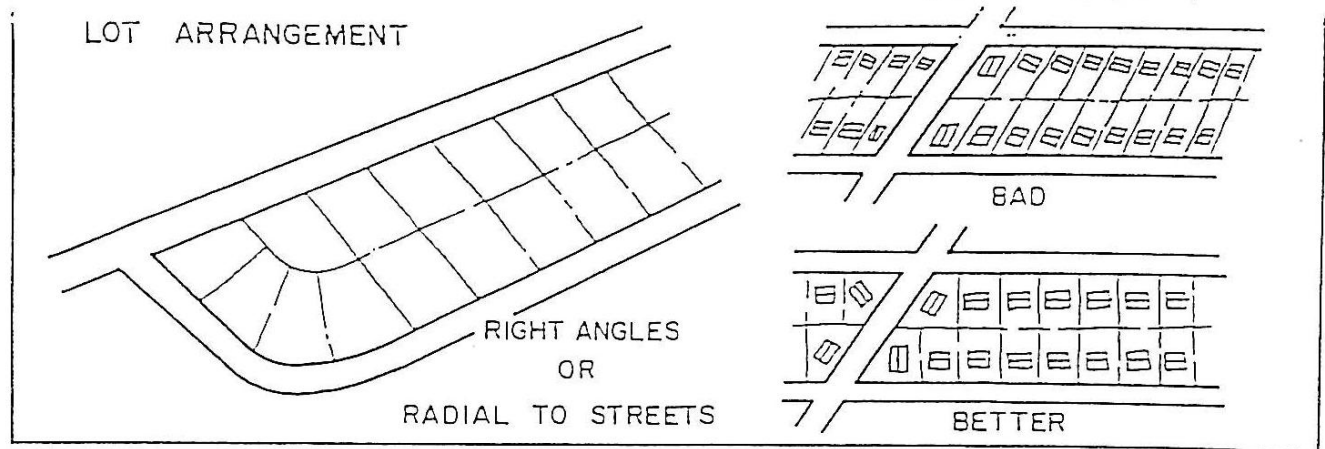 LOT ARRANGEMENT
RIGHT ANGLES
OR
RADIAL TO STREETS
BAD
BETTER